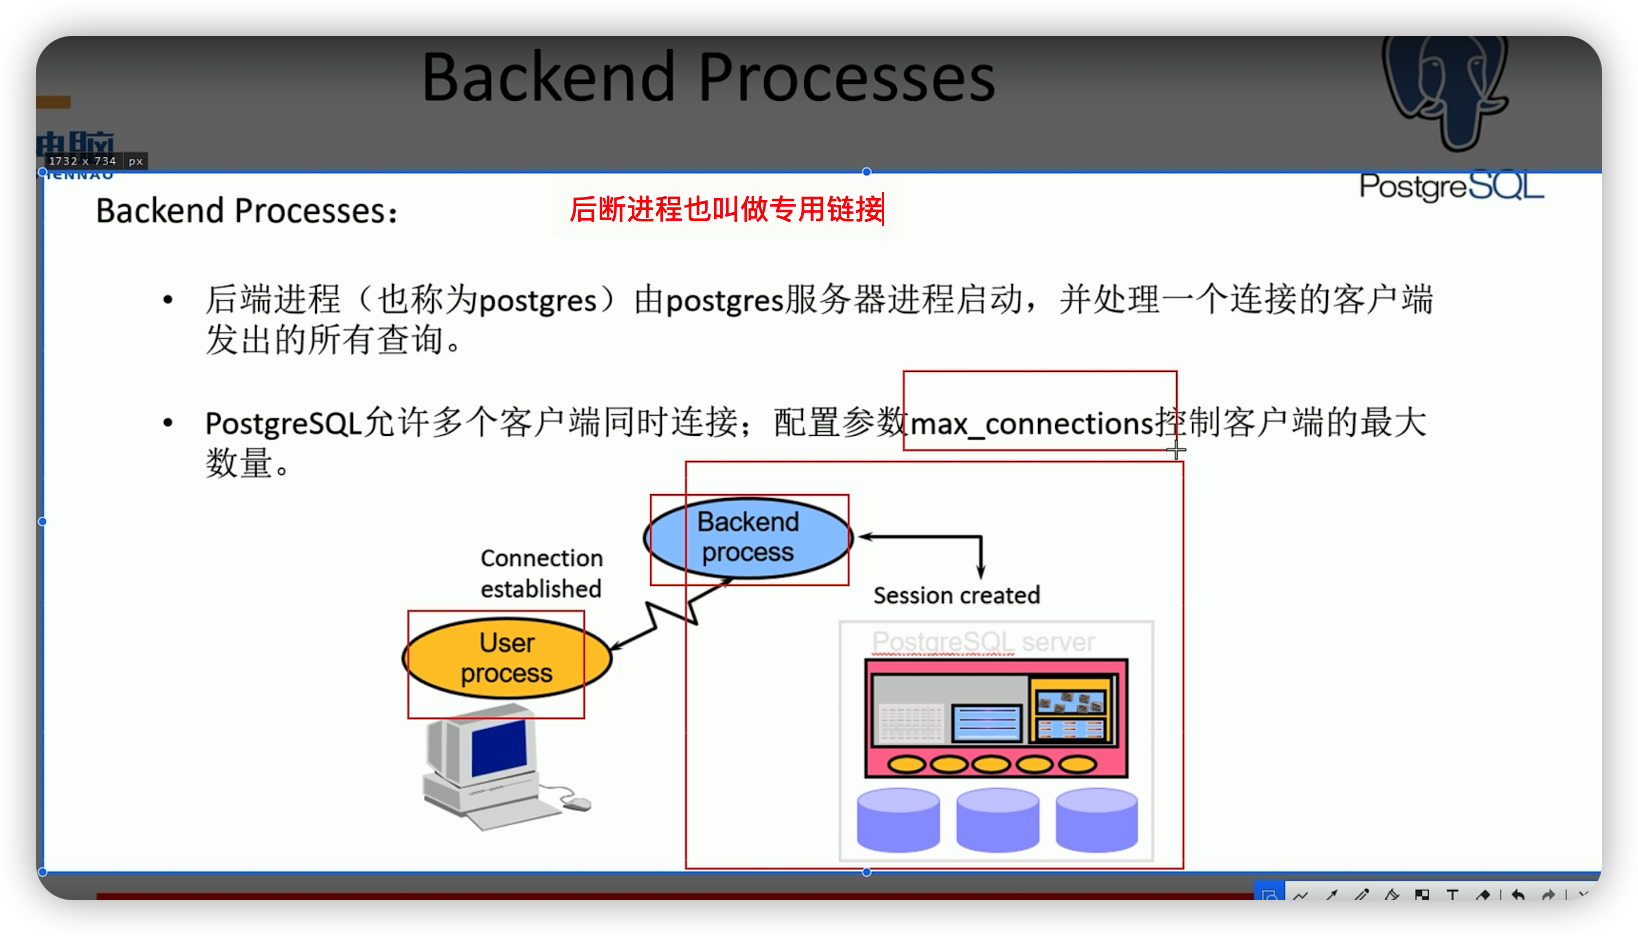 Backend Processes
电脑
1732 x 734 px
PostgreSQL
Backend Processes：
后断进程也叫做专用链接
• 后端进程（也称为postgres）由postgres服务器进程启动，并处理一个连接的客户端
发出的所有查询。
• PostgreSQL允许多个客户端同时连接；配置参数max_connections控制客户端的最大
数量。
Backend
process
Connection
established
Session created
User
process
PostgreSQL server